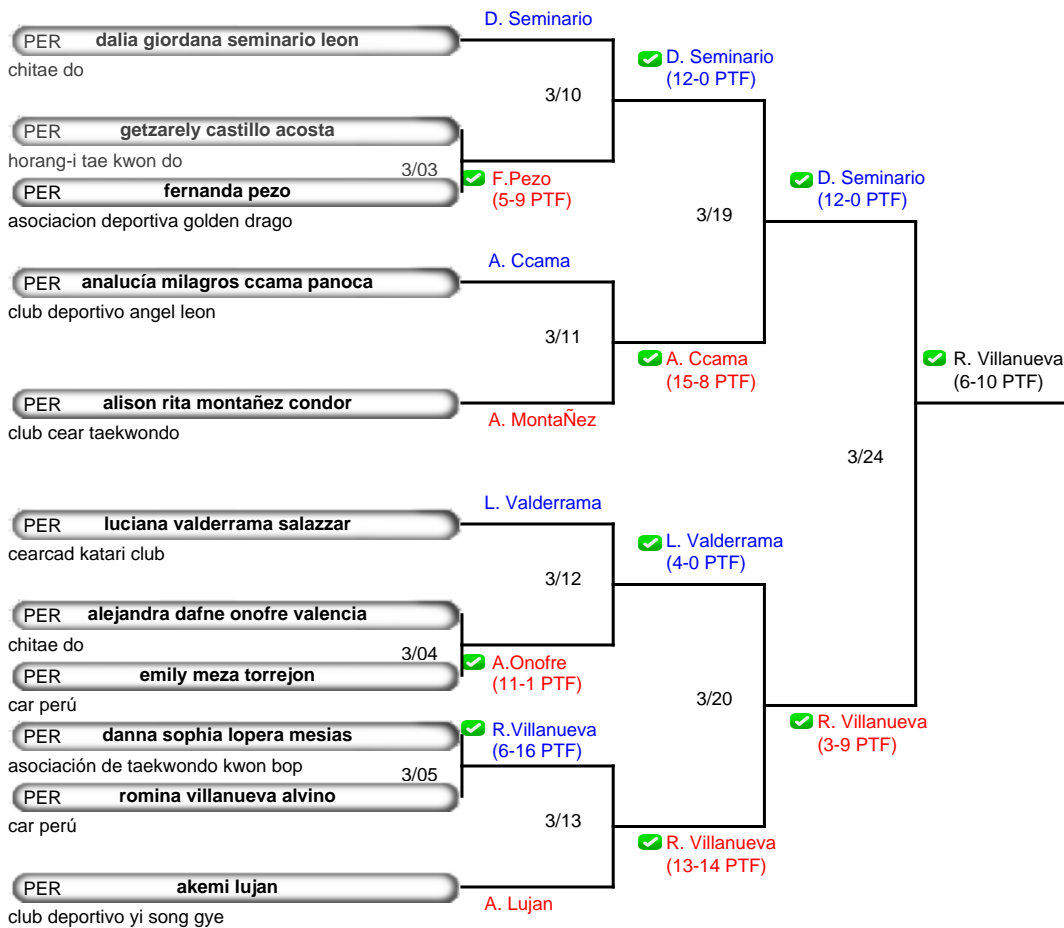 D. Seminario
PER dalia giordana seminario leon
chitae do
D. Seminario
(12-0 PTF)
3/10
PER getzarely castillo acosta
horang-i tae kwon do
3/03
F.Pezo
(5-9 PTF)
PER fernanda pezo
asociacion deportiva golden drago
D. Seminario
(12-0 PTF)
3/19
A. Ccama
PER analucía milagros ccama panoca
club deportivo angel leon
3/11
A. Ccama
(15-8 PTF)
PER alison rita montañez condor
club cear taekwondo
A. MontaÑez
R. Villanueva
(6-10 PTF)
3/24
L. Valderrama
PER luciana valderrama salazzar
cearcad katari club
L. Valderrama
(4-0 PTF)
3/12
PER alejandra dafne onofre valencia
chitae do
3/04
A.Onofre
(11-1 PTF)
PER emily meza torrejon
car perú
3/20
R. Villanueva
(3-9 PTF)
PER danna sophia lopera mesias
R.Villanueva
(6-16 PTF)
asociación de taekwondo kwon bop
3/05
PER romina villanueva alvino
car perú
3/13
R. Villanueva
(13-14 PTF)
PER akemi lujan
club deportivo yi song gye
A. Lujan